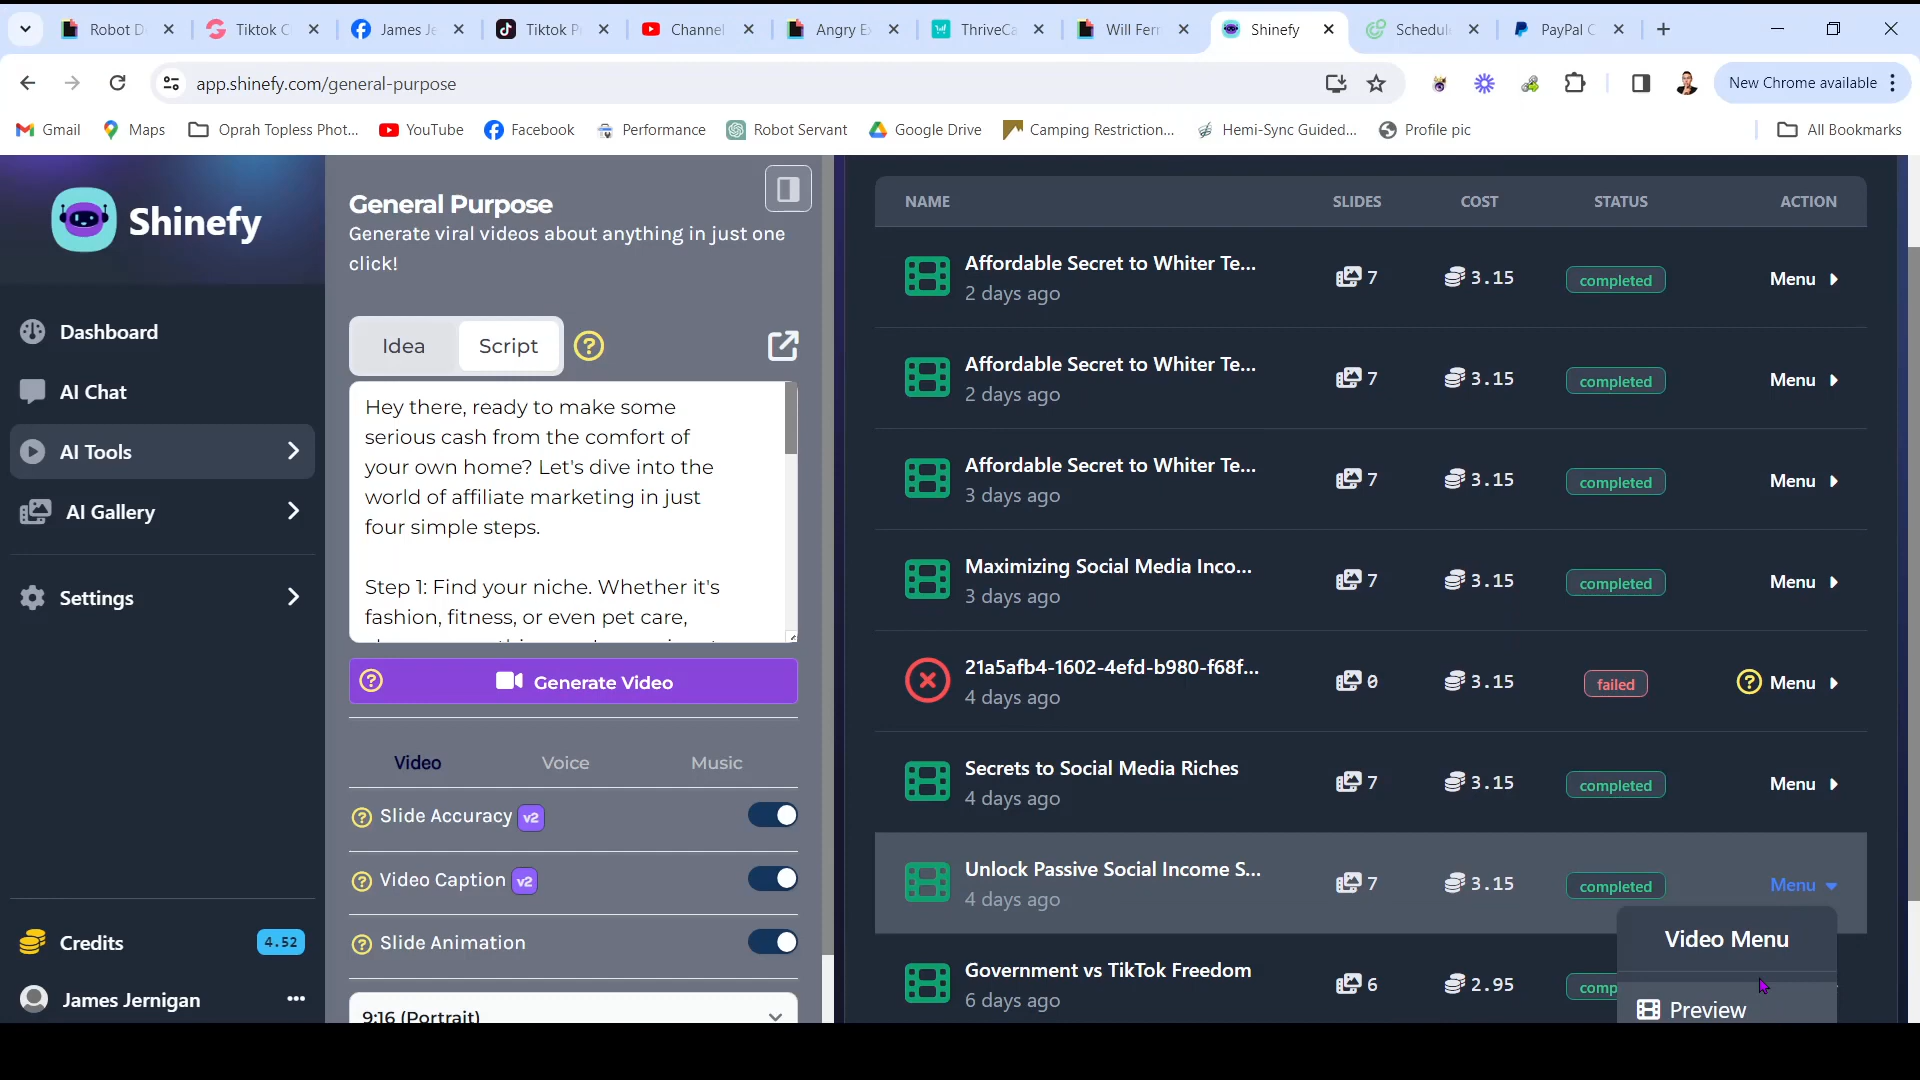 Robot D
Tiktok C
James Je
Tiktok P
Channel
Angry E
ThriveCa
Will Ferr
Shinefy
Schedul
PayPal C
app.shinefy.com/general-purpose
New Chrome available
Gmail
Maps
Oprah Topless Phot...
YouTube
Facebook
Performance
Robot Servant
Google Drive
Camping Restriction...
Hemi-Sync Guided...
Profile pic
All Bookmarks
Shinefy
Dashboard
AI Chat
AI Tools
AI Gallery
Settings
Credits
4.52
James Jernigan
General Purpose
Generate viral videos about anything in just one
click!
Idea
Script
Hey there, ready to make some
serious cash from the comfort of
your own home? Let's dive into the
world of affiliate marketing in just
four simple steps.
Step 1: Find your niche. Whether it's
fashion, fitness, or even pet care,
Generate Video
Video
Voice
Music
Slide Accuracy v2
Video Caption v2
Slide Animation
9:16 (Portrait)
NAME SLIDES COST STATUS ACTION
Affordable Secret to Whiter Te...
2 days ago
7 3.15 completed Menu
Affordable Secret to Whiter Te...
2 days ago
7 3.15 completed Menu
Affordable Secret to Whiter Te...
3 days ago
7 3.15 completed Menu
Maximizing Social Media Inco...
3 days ago
7 3.15 completed Menu
21a5afb4-1602-4efd-b980-f68f...
4 days ago
0 3.15 failed Menu
Secrets to Social Media Riches
4 days ago
7 3.15 completed Menu
Unlock Passive Social Income S...
4 days ago
7 3.15 completed Menu
Government vs TikTok Freedom
6 days ago
6 2.95 comp
Video Menu
Preview